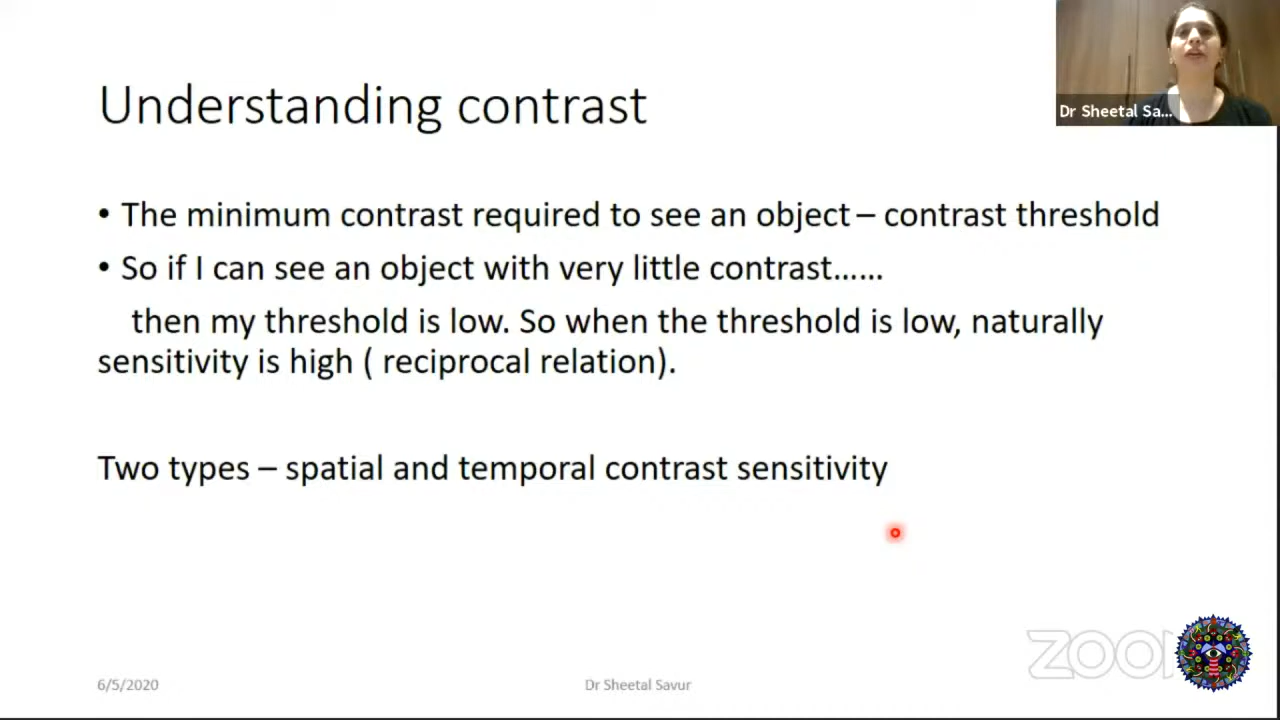 Dr Sheetal Sa...
Understanding contrast
• The minimum contrast required to see an object – contrast threshold
• So if I can see an object with very little contrast......
then my threshold is low. So when the threshold is low, naturally
sensitivity is high ( reciprocal relation).
Two types – spatial and temporal contrast sensitivity
6/5/2020
Dr Sheetal Savur